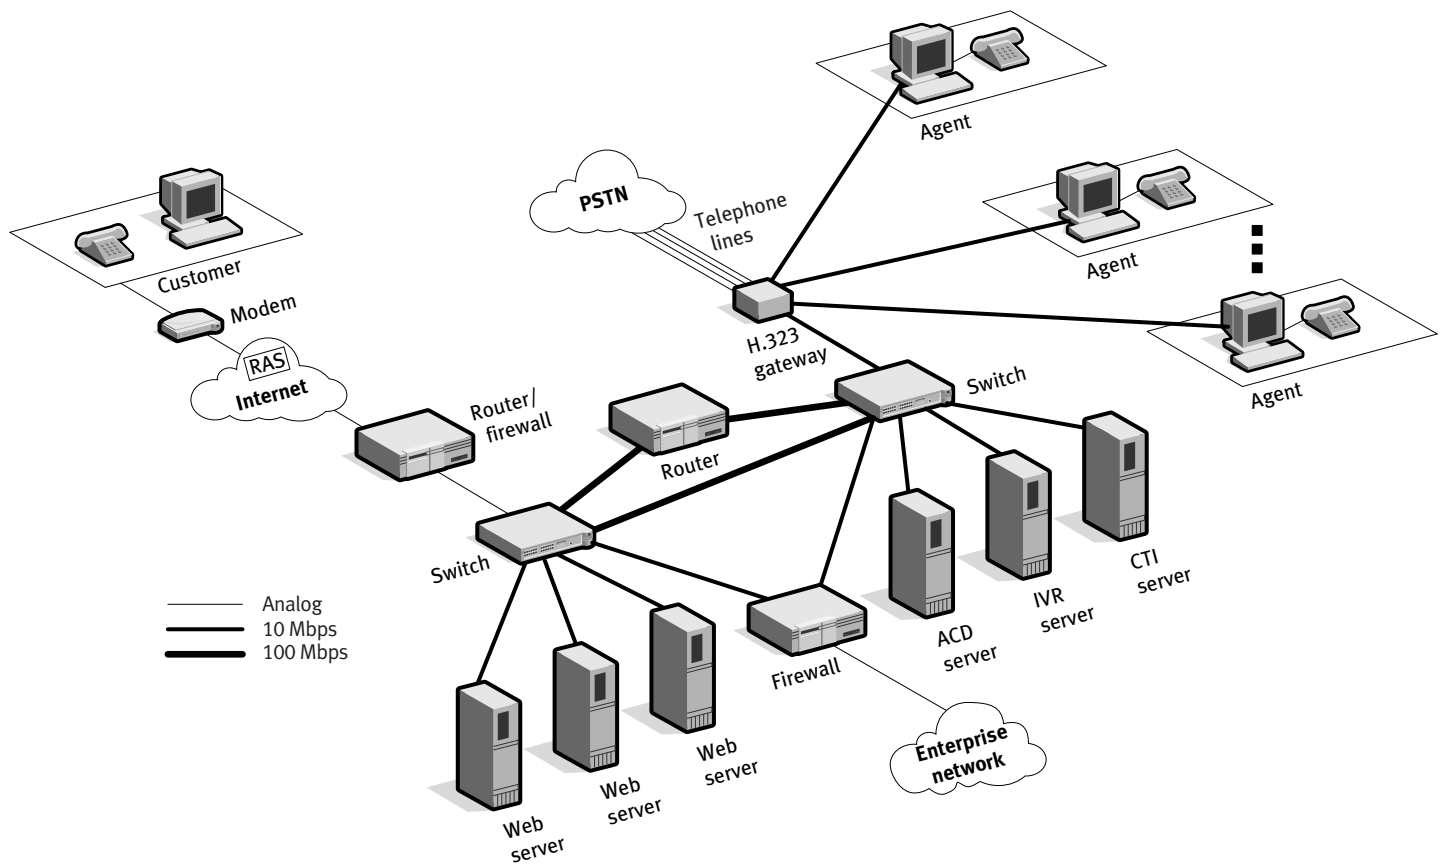 Agent
PSTN
Telephone
lines
Agent
Customer
Modem
H.323
gateway
Agent
RAS
Internet
Switch
Router/
firewall
Router
Switch
CTI
server
IVR
server
ACD
server
Analog
10 Mbps
100 Mbps
Firewall
Web
server
Web
server
Web
server
Enterprise
network